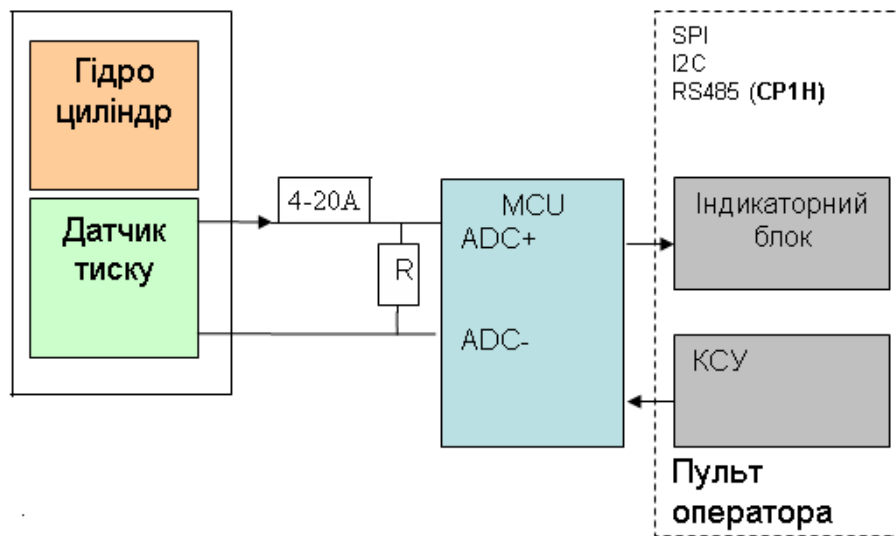 Гідро
циліндр
Датчик
тиску
4-20A
R
MCU
ADC+
ADC-
SPI
I2C
RS485 (CP1H)
Індикаторний
блок
КСУ
Пульт
оператора